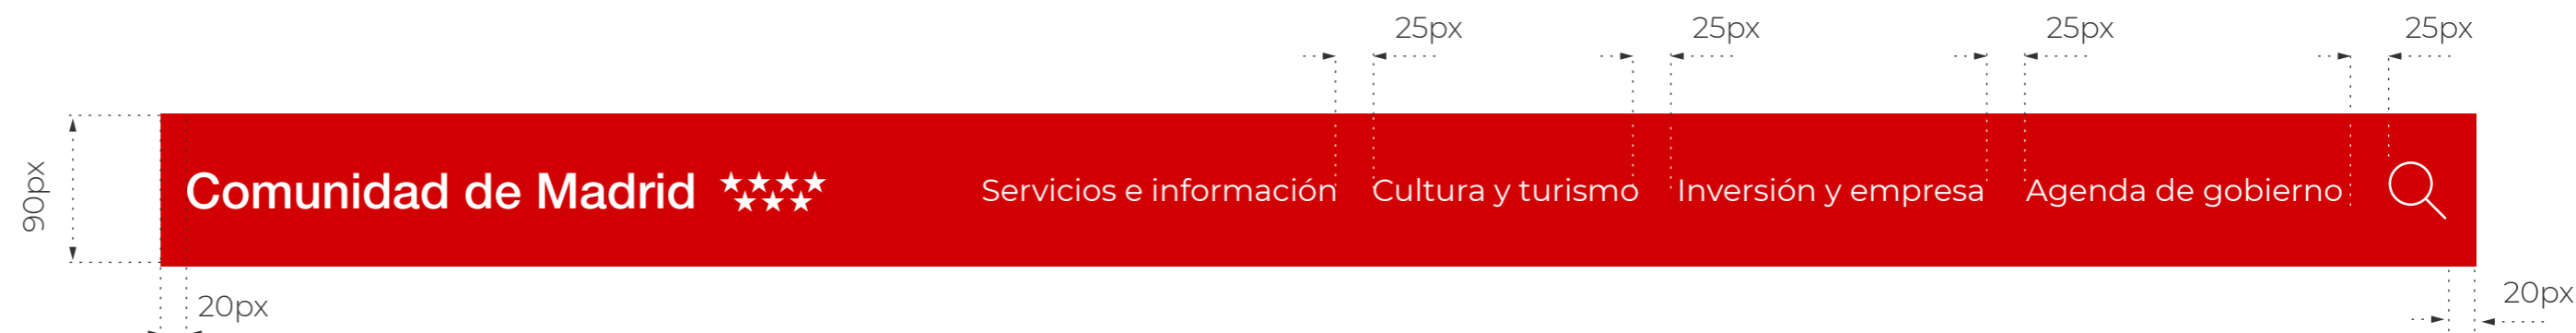 25px 25px 25px 25px
90px
Comunidad de Madrid Servicios e información Cultura y turismo Inversión y empresa Agenda de gobierno
20px 20px